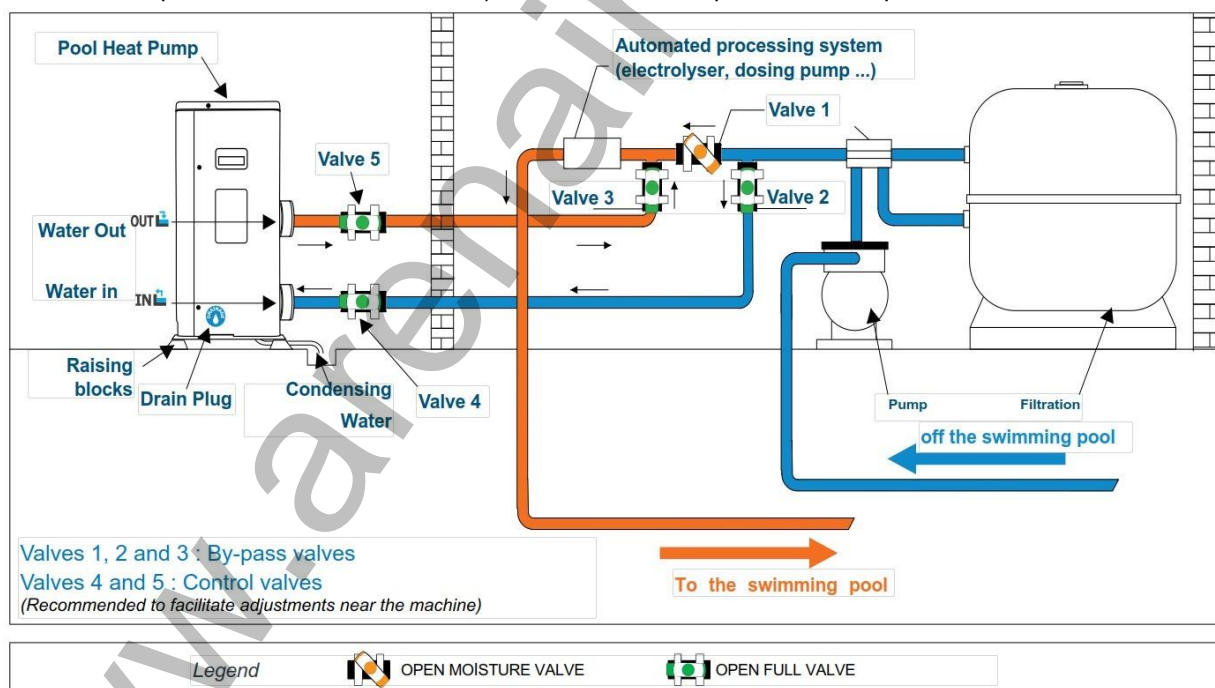 Pool Heat Pump
Automated processing system
(electrolyser, dosing pump ...)
Valve 1
Valve 5
Valve 3
Valve 2
Water Out
OUT
Water in
IN
Raising
blocks
Drain Plug
Condensing
Water
Valve 4
Pump
Filtration
off the swimming pool
To the swimming pool
Valves 1, 2 and 3 : By-pass valves
Valves 4 and 5 : Control valves
(Recommended to facilitate adjustments near the machine)
Legend
OPEN MOISTURE VALVE
OPEN FULL VALVE